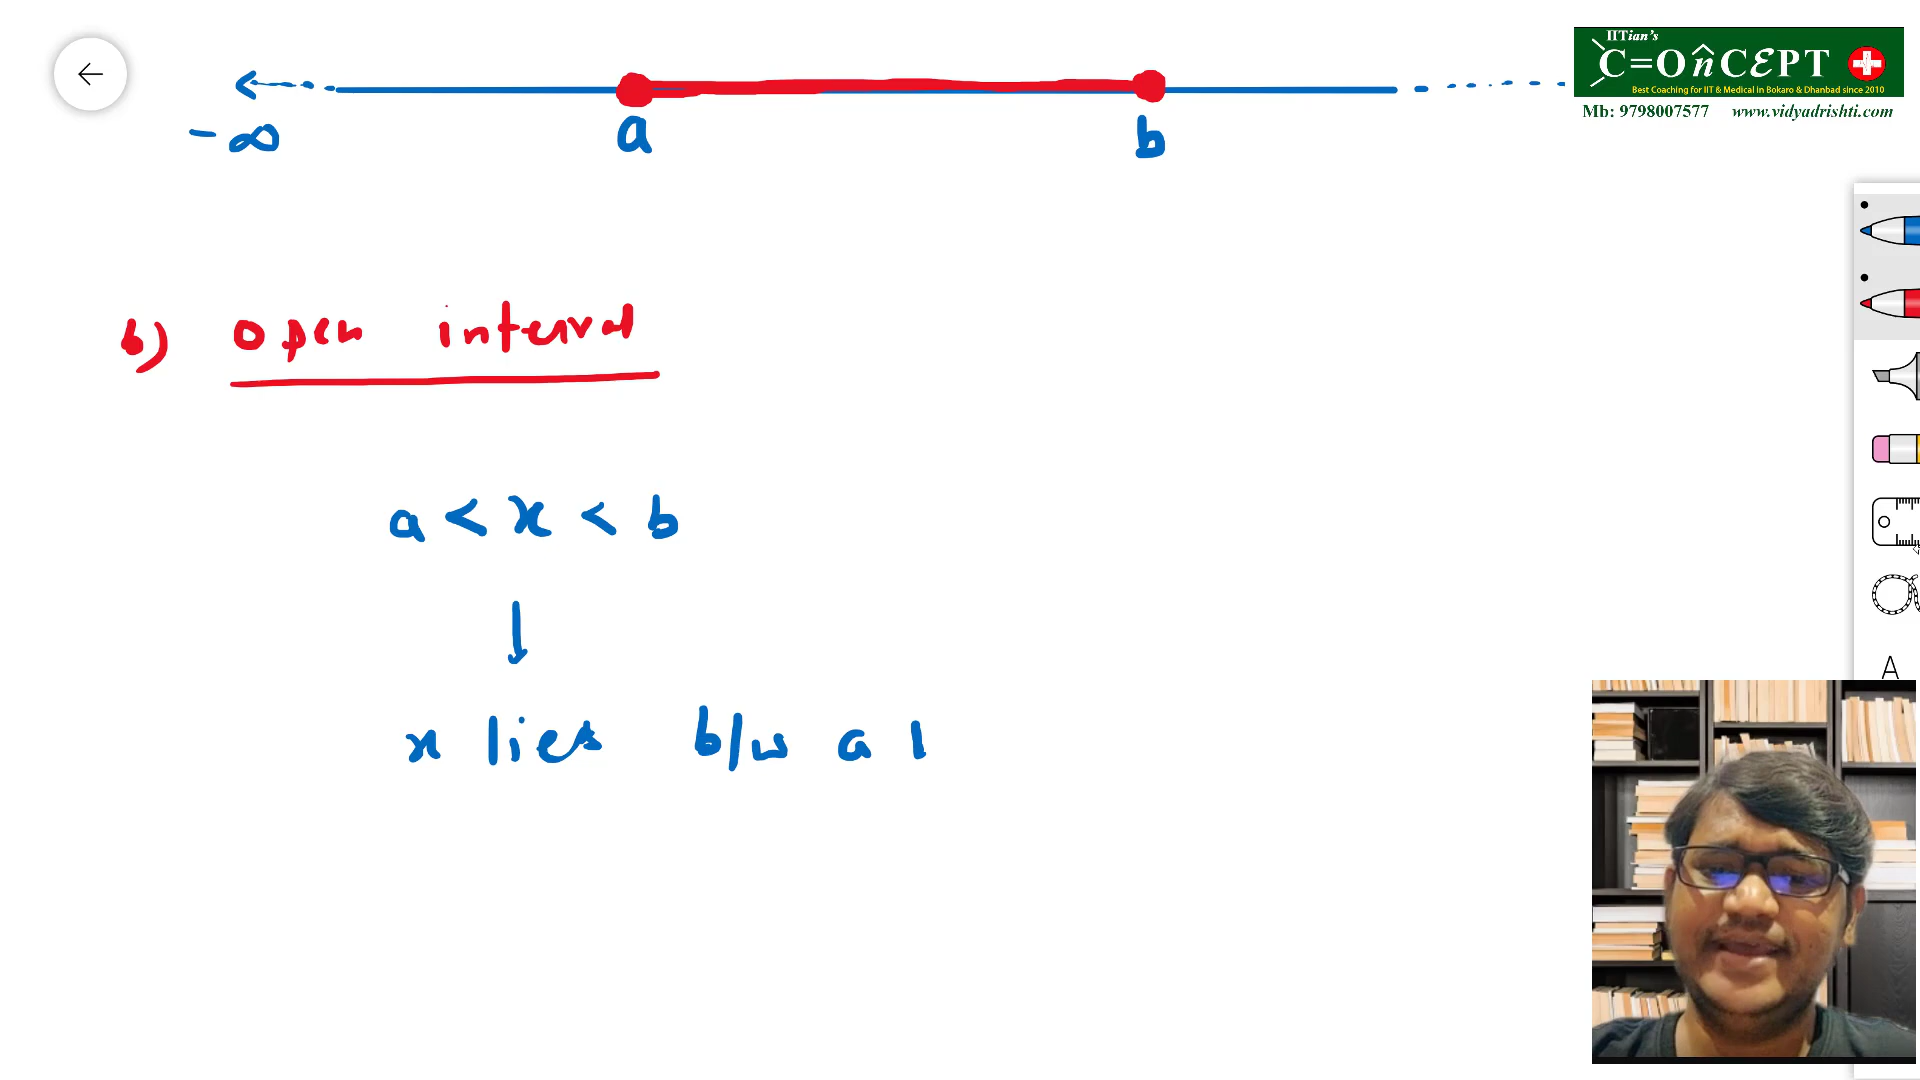 IITian's
C=OnCEPT
Best Coaching for IIT & Medical in Bokaro & Dhanbad since 2010
Mb: 9798007577 www.vidyadrishti.com
-∞ a b
b) open interval
a < x < b
↓
x lies b/w a l
A